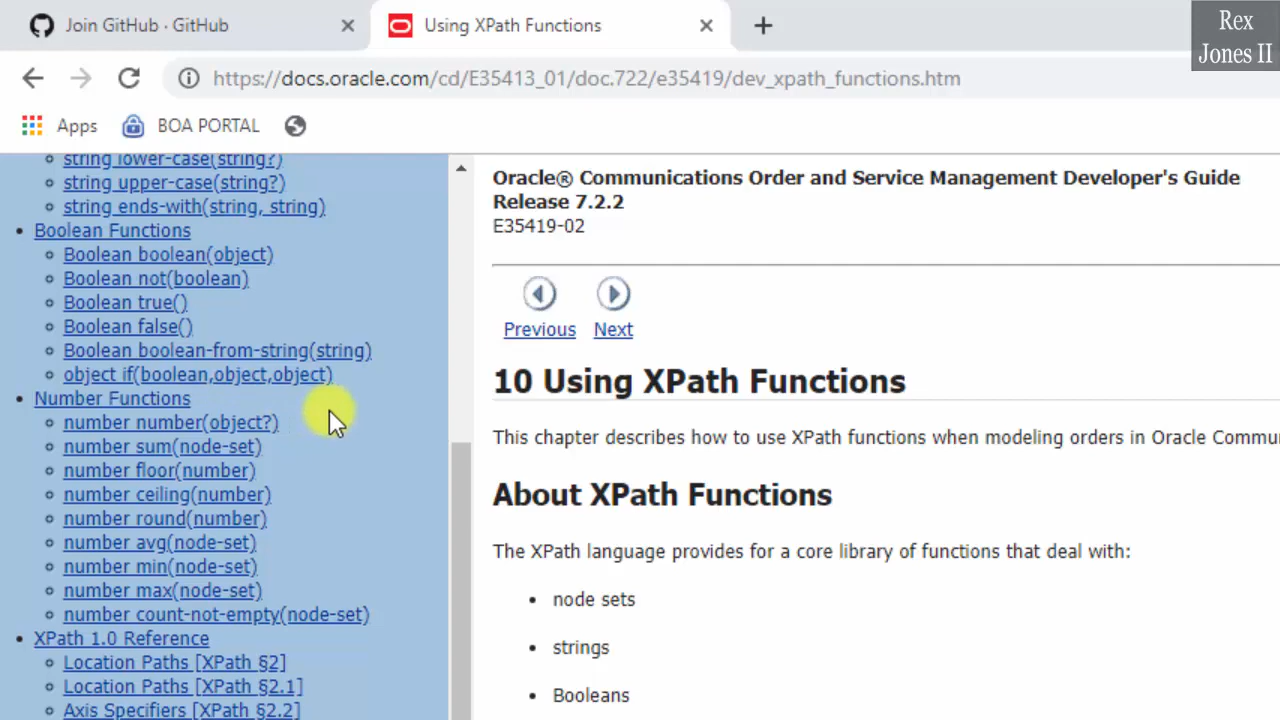 Join GitHub · GitHub
Using XPath Functions
Rex
Jones II
https://docs.oracle.com/cd/E35413_01/doc.722/e35419/dev_xpath_functions.htm
Apps
BOA PORTAL
string lower-case(string?)
string upper-case(string?)
string ends-with(string, string)
Boolean Functions
Boolean boolean(object)
Boolean not(boolean)
Boolean true()
Boolean false()
Boolean boolean-from-string(string)
object if(boolean,object,object)
Number Functions
number number(object?)
number sum(node-set)
number floor(number)
number ceiling(number)
number round(number)
number avg(node-set)
number min(node-set)
number max(node-set)
number count-not-empty(node-set)
XPath 1.0 Reference
Location Paths [XPath §2]
Location Paths [XPath §2.1]
Axis Specifiers [XPath §2.2]
Oracle® Communications Order and Service Management Developer's Guide
Release 7.2.2
E35419-02
Previous
Next
10 Using XPath Functions
This chapter describes how to use XPath functions when modeling orders in Oracle Commu
About XPath Functions
The XPath language provides for a core library of functions that deal with:
• node sets
• strings
• Booleans